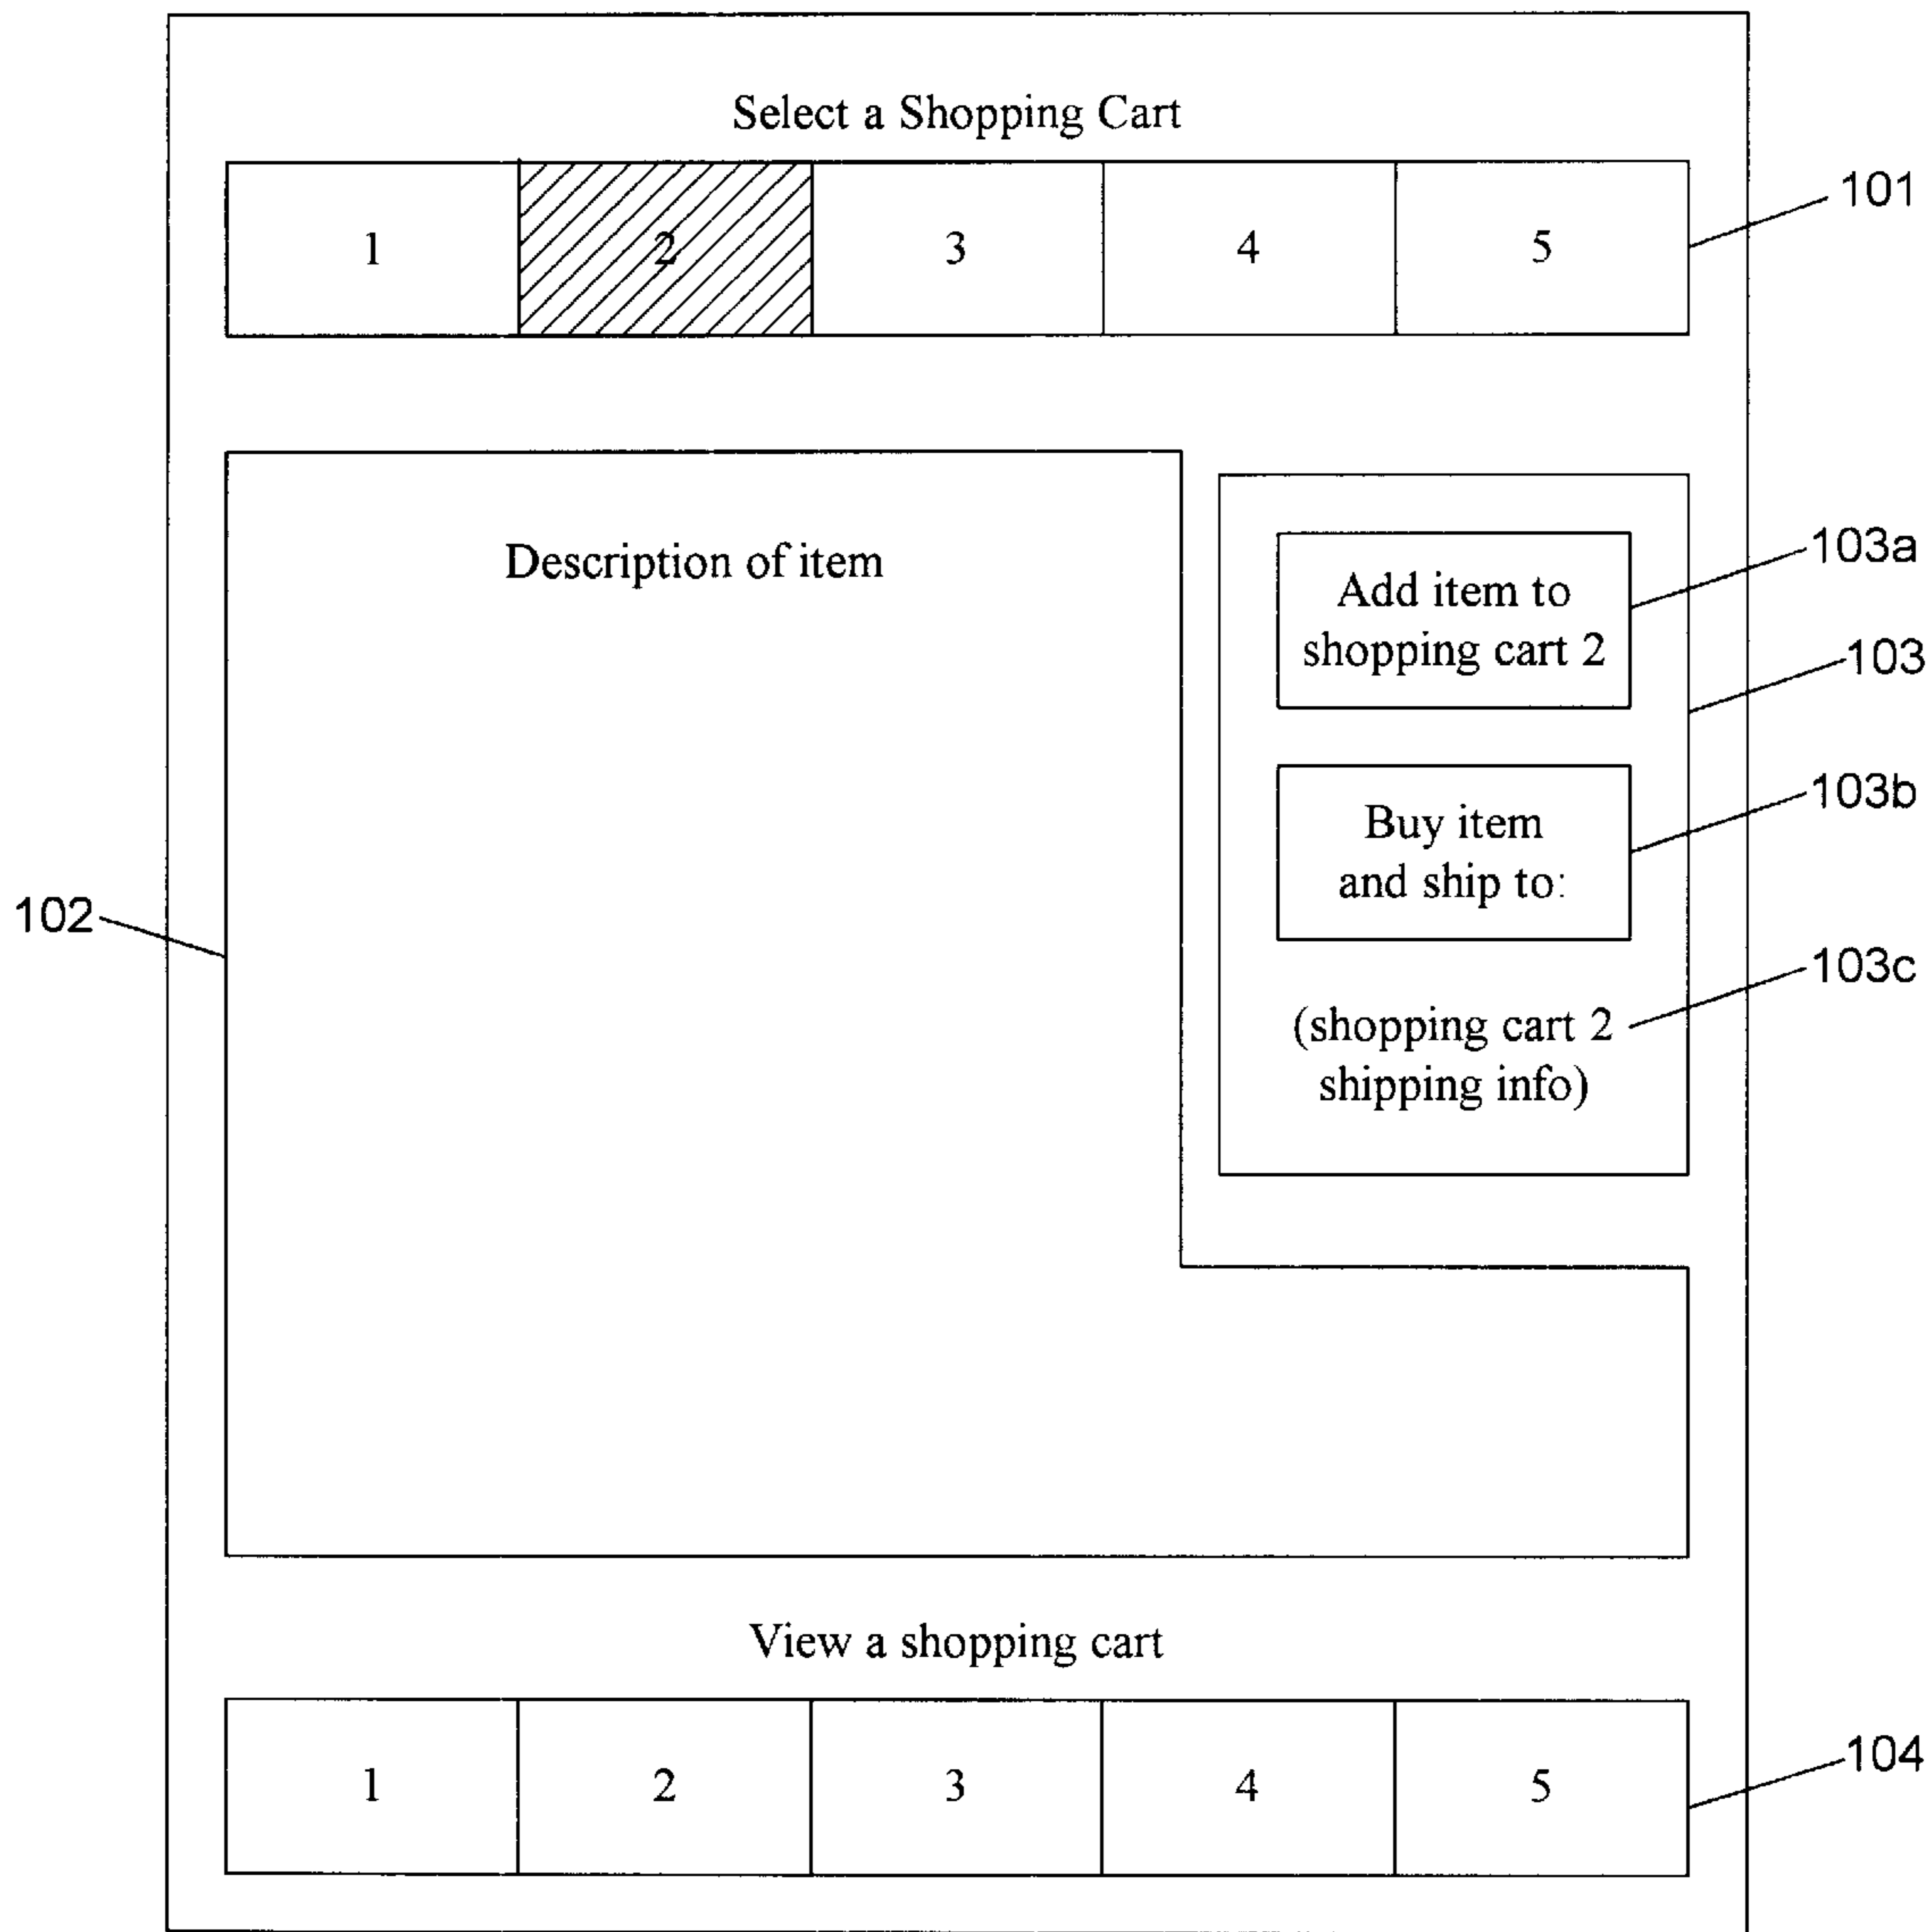 Select a Shopping Cart
1 2 3 4 5
101
Description of item
Add item to
shopping cart 2
103a
103
Buy item
and ship to:
103b
102
103c
(shopping cart 2
shipping info)
View a shopping cart
1 2 3 4 5
104